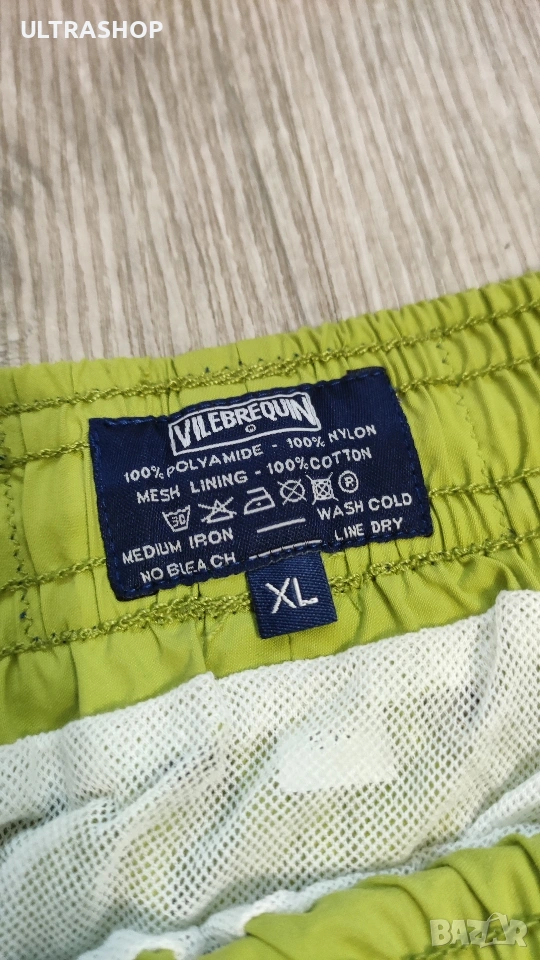 ULTRASHOP
VILEBREQUIN
®
100% POLYAMIDE - 100% NYLON
MESH LINING - 100% COTTON
30 P
MEDIUM IRON WASH COLD
NO BLEACH LINE DRY
XL
BAZAR